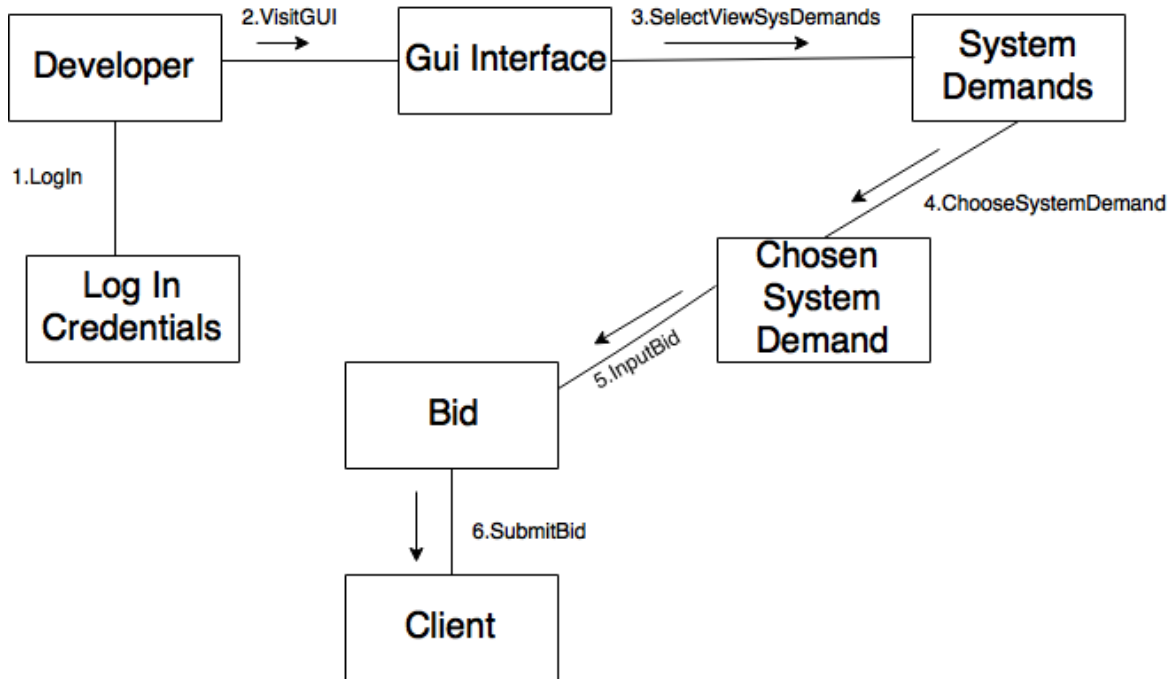 2.VisitGUI
3.SelectViewSysDemands
Developer
Gui Interface
System
Demands
1.LogIn
4.ChooseSystemDemand
Log In
Credentials
Chosen
System
Demand
5.InputBid
Bid
6.SubmitBid
Client